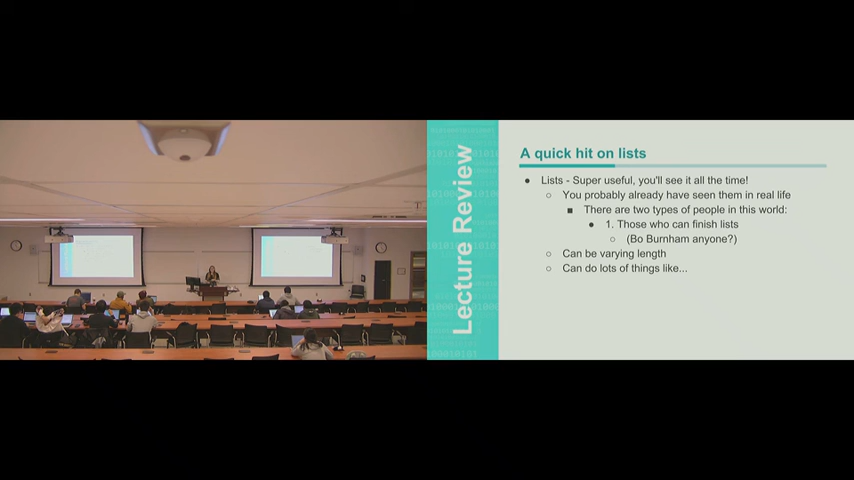 Lecture Review
A quick hit on lists
● Lists - Super useful, you'll see it all the time!
○ You probably already have seen them in real life
■ There are two types of people in this world:
● 1. Those who can finish lists
○ (Bo Burnham anyone?)
○ Can be varying length
○ Can do lots of things like...